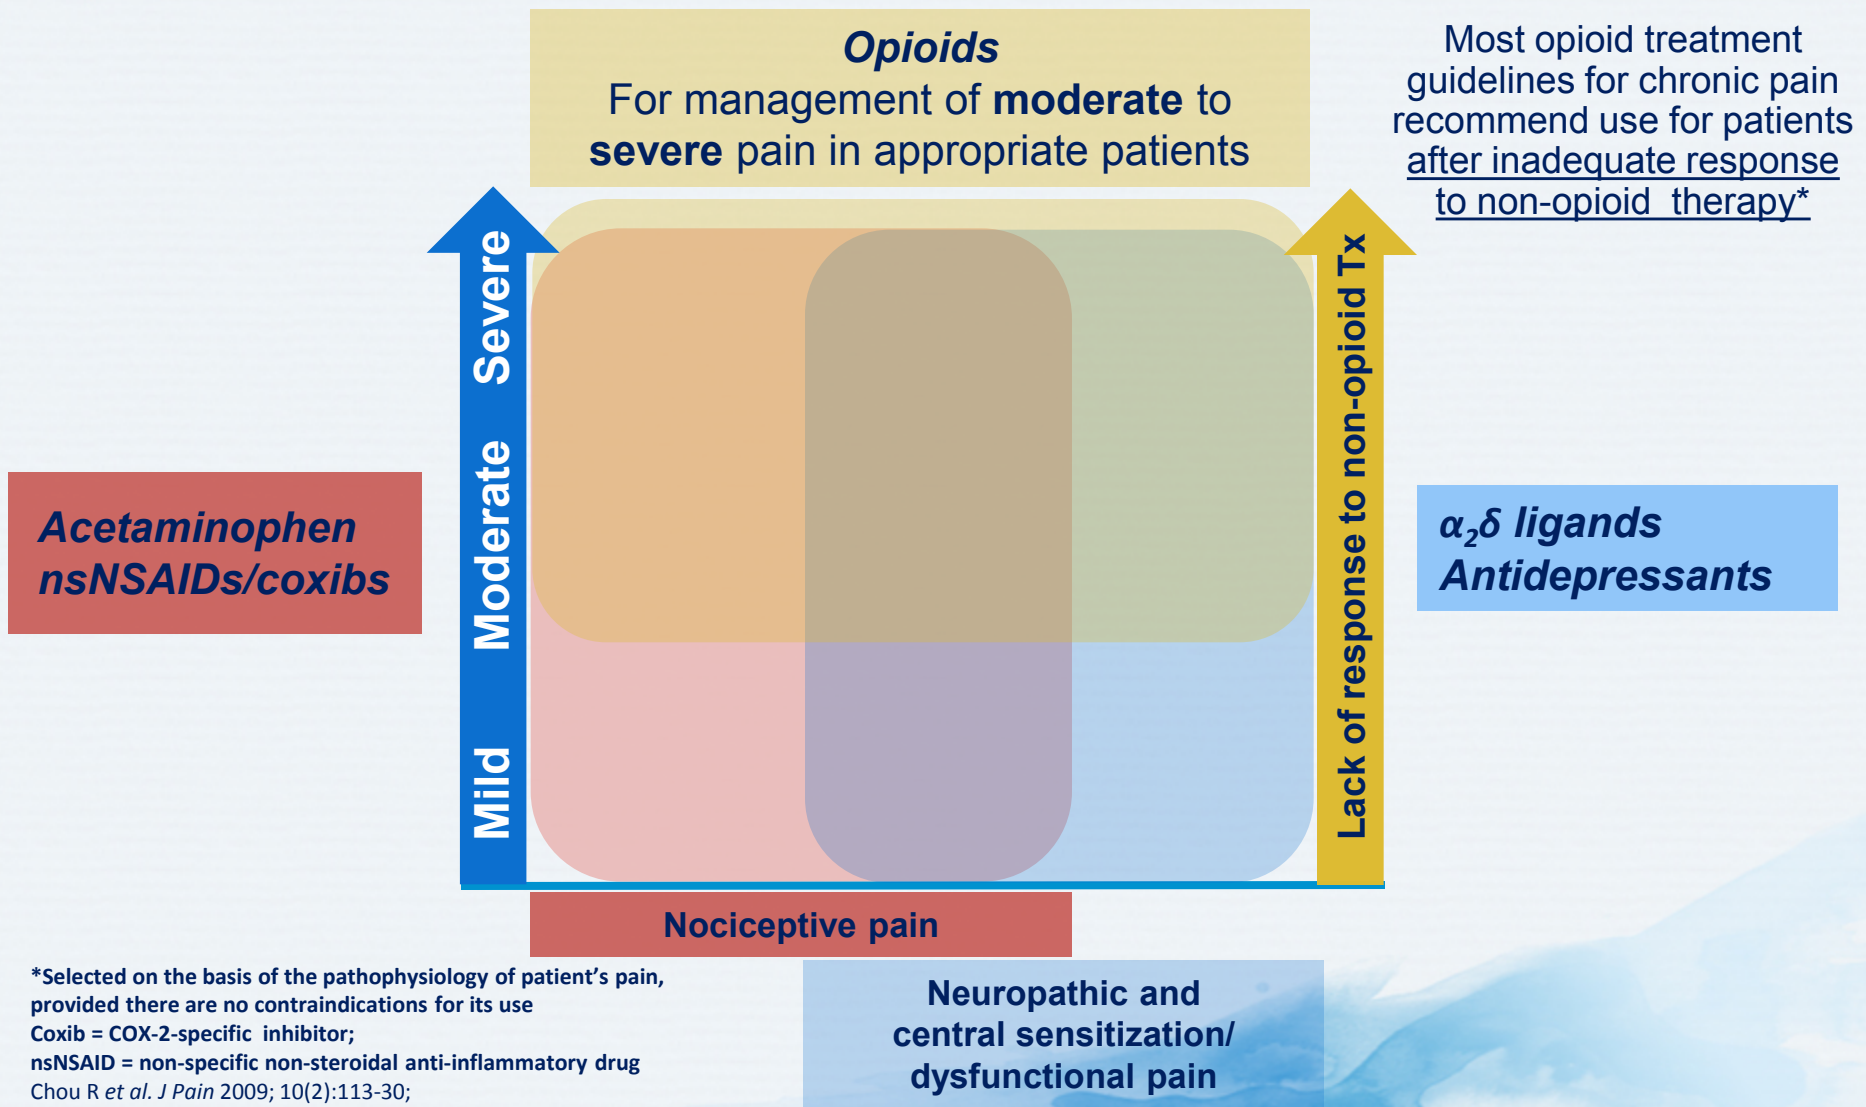 Opioids
For management of moderate to
severe pain in appropriate patients
Most opioid treatment
guidelines for chronic pain
recommend use for patients
after inadequate response
to non-opioid therapy*
Severe
Moderate
Mild
Lack of response to non-opioid Tx
Acetaminophen
nsNSAIDs/coxibs
α₂δ ligands
Antidepressants
Nociceptive pain
Neuropathic and
central sensitization/
dysfunctional pain
*Selected on the basis of the pathophysiology of patient’s pain,
provided there are no contraindications for its use
Coxib = COX-2-specific inhibitor;
nsNSAID = non-specific non-steroidal anti-inflammatory drug
Chou R et al. J Pain 2009; 10(2):113-30;